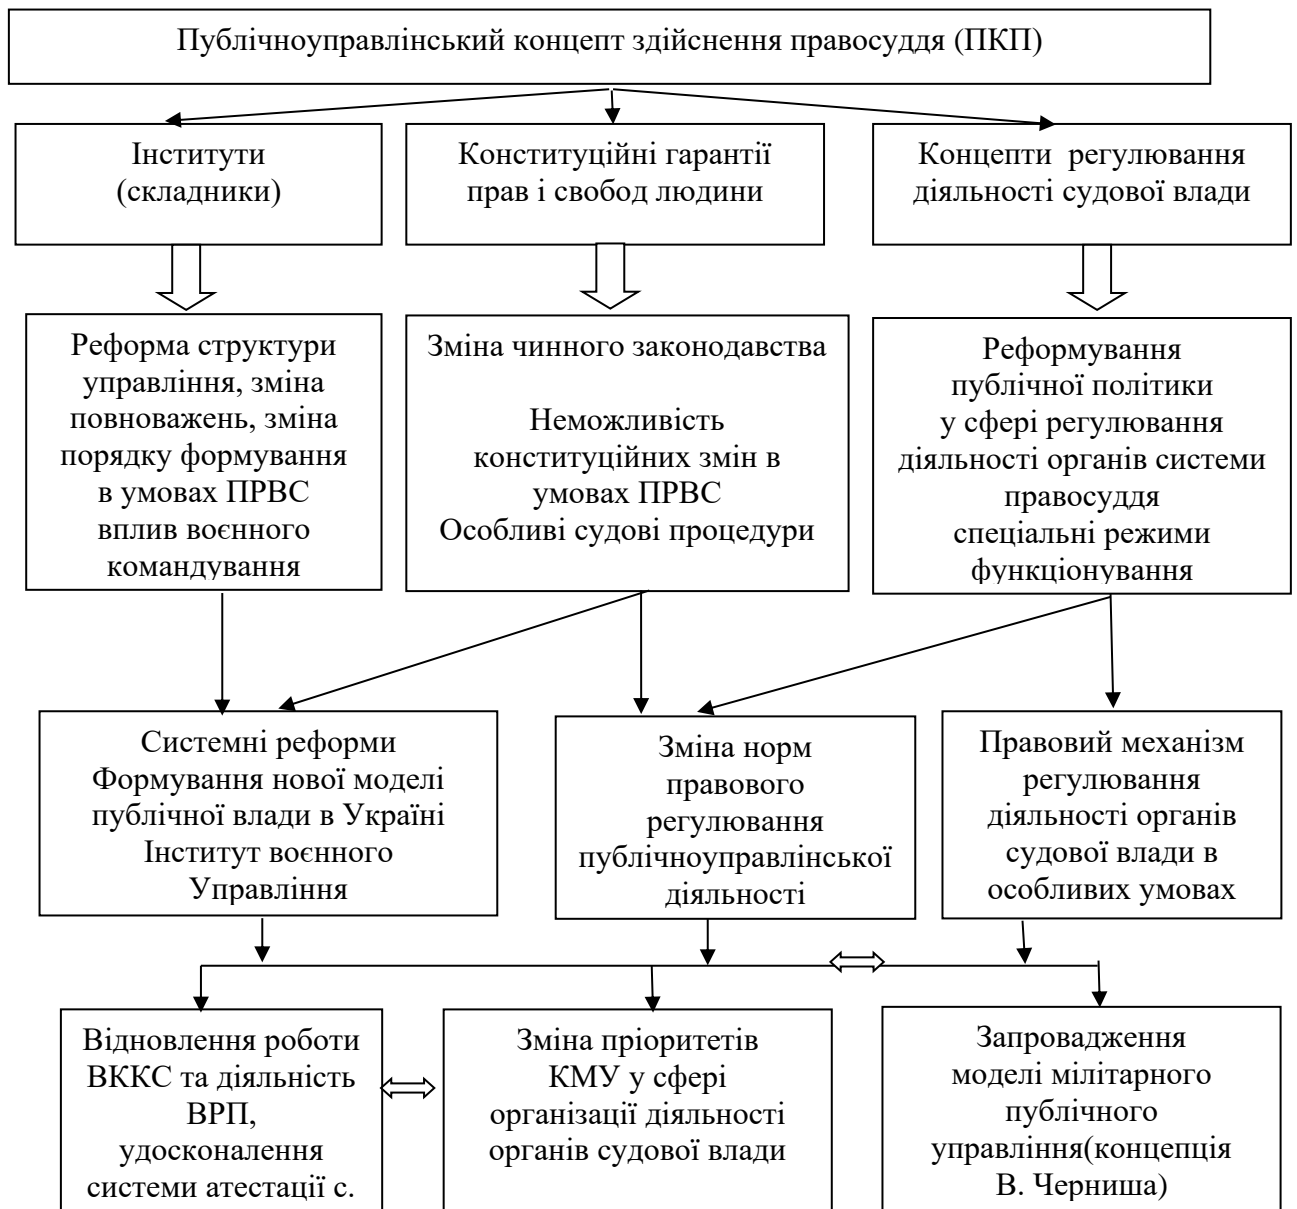 Публічноуправлінський концепт здійснення правосуддя (ПКП)
Інститути
(складники)
Конституційні гарантії
прав і свобод людини
Концепти регулювання
діяльності судової влади
Реформа структури
управління, зміна
повноважень, зміна
порядку формування
в умовах ПРВС
вплив воєнного
командування
Зміна чинного законодавства
Неможливість
конституційних змін в
умовах ПРВС
Особливі судові процедури
Реформування
публічної політики
у сфері регулювання
діяльності органів системи
правосуддя
спеціальні режими
функціонування
Системні реформи
Формування нової моделі
публічної влади в Україні
Інститут воєнного
Управління
Зміна норм
правового
регулювання
публічноуправлінської
діяльності
Правовий механізм
регулювання
діяльності органів
судової влади в
особливих умовах
Відновлення роботи
ВККС та діяльність
ВРП,
удосконалення
системи атестації с.
Зміна пріоритетів
КМУ у сфері
організації діяльності
органів судової влади
Запровадження
моделі мілітарного
публічного
управління(концепція
В. Черниша)